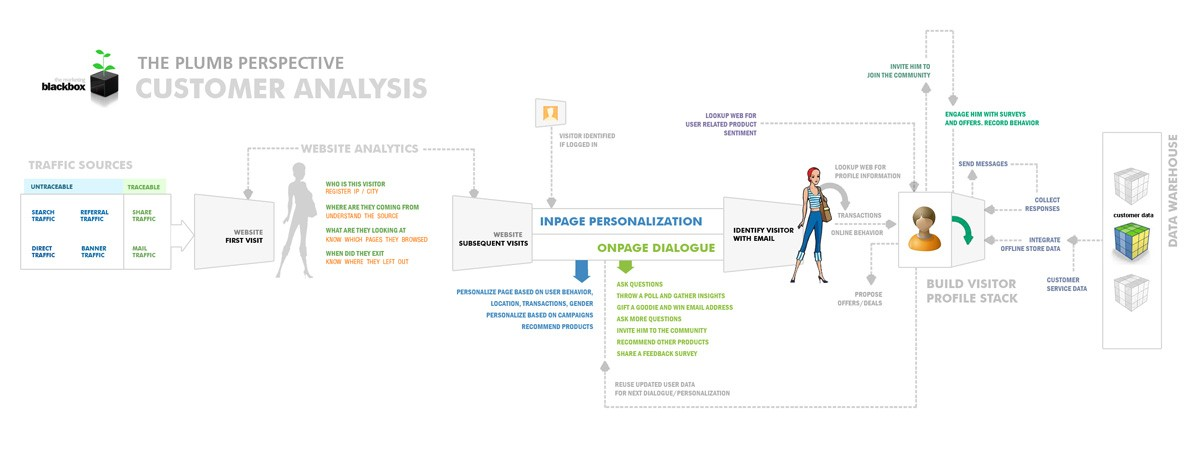 THE PLUMB PERSPECTIVE
CUSTOMER ANALYSIS
the marketing
blackbox
TRAFFIC SOURCES
UNTRACEABLE
TRACEABLE
SEARCH
TRAFFIC
REFERRAL
TRAFFIC
SHARE
TRAFFIC
DIRECT
TRAFFIC
BANNER
TRAFFIC
MAIL
TRAFFIC
WEBSITE
FIRST VISIT
WEBSITE ANALYTICS
WHO IS THIS VISITOR
REGISTER IP / CITY
WHERE ARE THEY COMING FROM
UNDERSTAND THE SOURCE
WHAT ARE THEY LOOKING AT
KNOW WHICH PAGES THEY BROWSED
WHEN DID THEY EXIT
KNOW WHERE THEY LEFT OUT
WEBSITE
SUBSEQUENT VISITS
VISITOR IDENTIFIED
IF LOGGED IN
INPAGE PERSONALIZATION
ONPAGE DIALOGUE
PERSONALIZE PAGE BASED ON USER BEHAVIOR,
LOCATION, TRANSACTIONS, GENDER
PERSONALIZE BASED ON CAMPAIGNS
RECOMMEND PRODUCTS
ASK QUESTIONS
THROW A POLL AND GATHER INSIGHTS
GIFT A GOODIE AND WIN EMAIL ADDRESS
ASK MORE QUESTIONS
INVITE HIM TO THE COMMUNITY
RECOMMEND OTHER PRODUCTS
SHARE A FEEDBACK SURVEY
REUSE UPDATED USER DATA
FOR NEXT DIALOGUE/PERSONALIZATION
IDENTIFY VISITOR
WITH EMAIL
LOOKUP WEB FOR
USER RELATED PRODUCT
SENTIMENT
LOOKUP WEB FOR
PROFILE INFORMATION
TRANSACTIONS
ONLINE BEHAVIOR
PROPOSE
OFFERS/DEALS
INVITE HIM TO
JOIN THE COMMUNITY
ENGAGE HIM WITH SURVEYS
AND OFFERS. RECORD BEHAVIOR
SEND MESSAGES
COLLECT
RESPONSES
INTEGRATE
OFFLINE STORE DATA
CUSTOMER
SERVICE DATA
BUILD VISITOR
PROFILE STACK
customer data
DATA WAREHOUSE